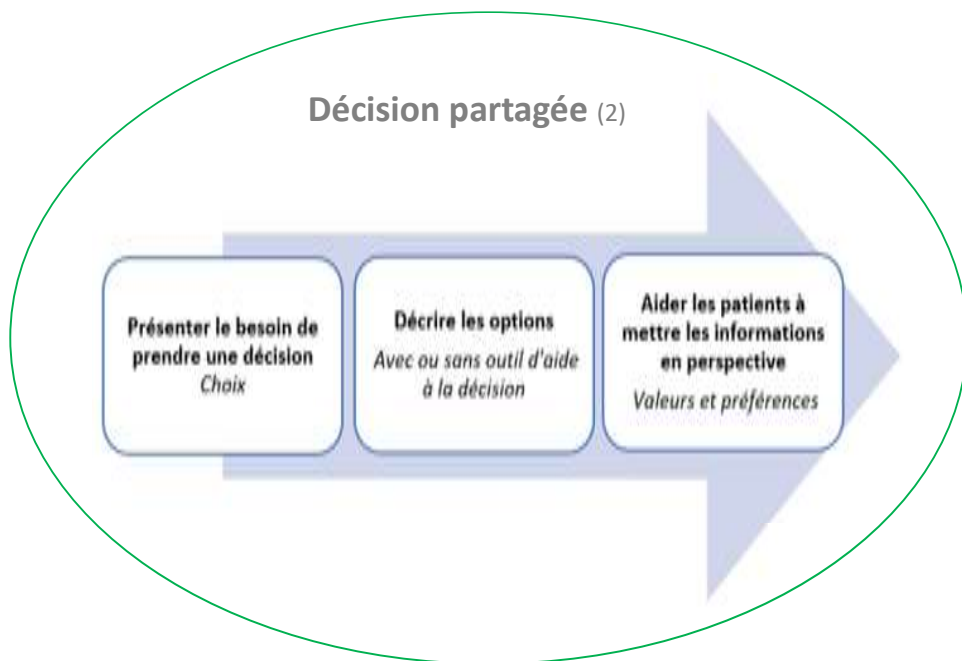 Décision partagée (2)
Présenter le besoin de
prendre une décision
Choix
Décrire les options
Avec ou sans outil d'aide
à la décision
Aider les patients à
mettre les informations
en perspective
Valeurs et préférences